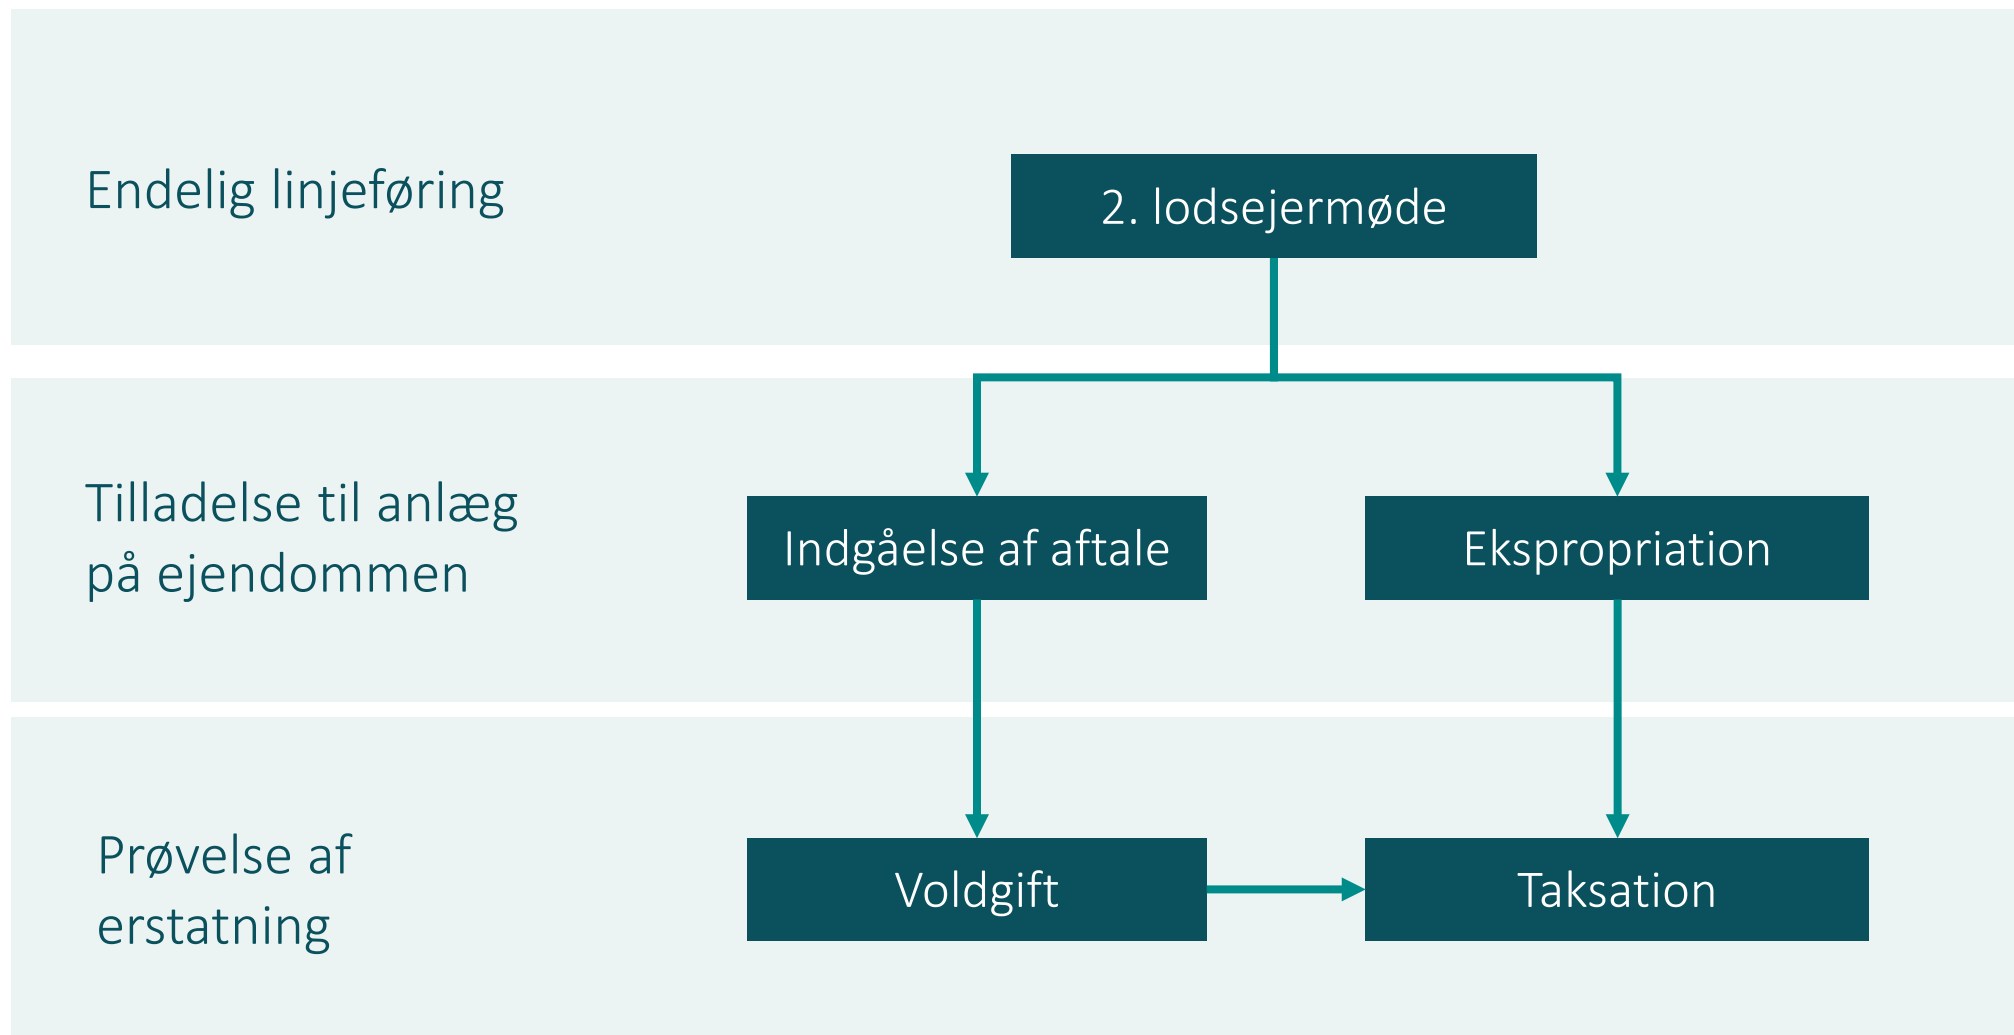 Endelig linjeføring
2. lodsejermøde
Tilladelse til anlæg
på ejendommen
Indgåelse af aftale
Ekspropriation
Prøvelse af
erstatning
Voldgift
Taksation